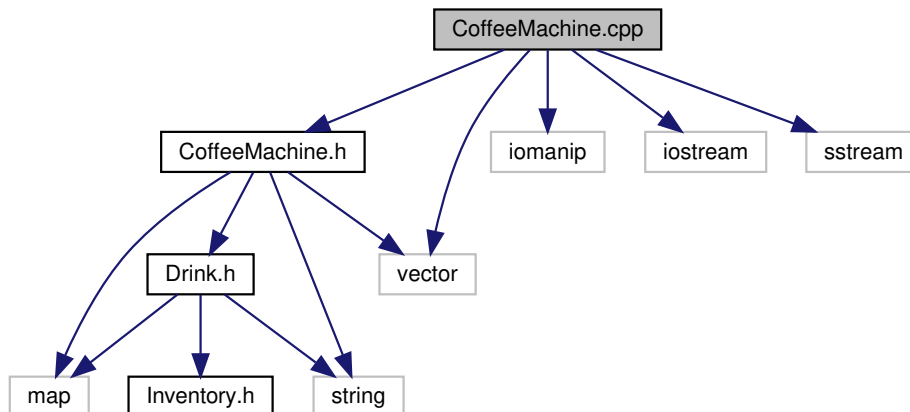 CoffeeMachine.cpp
CoffeeMachine.h
iomanip
iostream
sstream
Drink.h
vector
map
Inventory.h
string